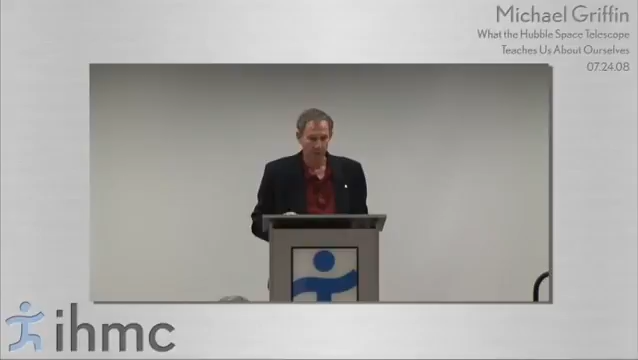 Michael Griffin
What the Hubble Space Telescope
Teaches Us About Ourselves
07.24.08
ihmc